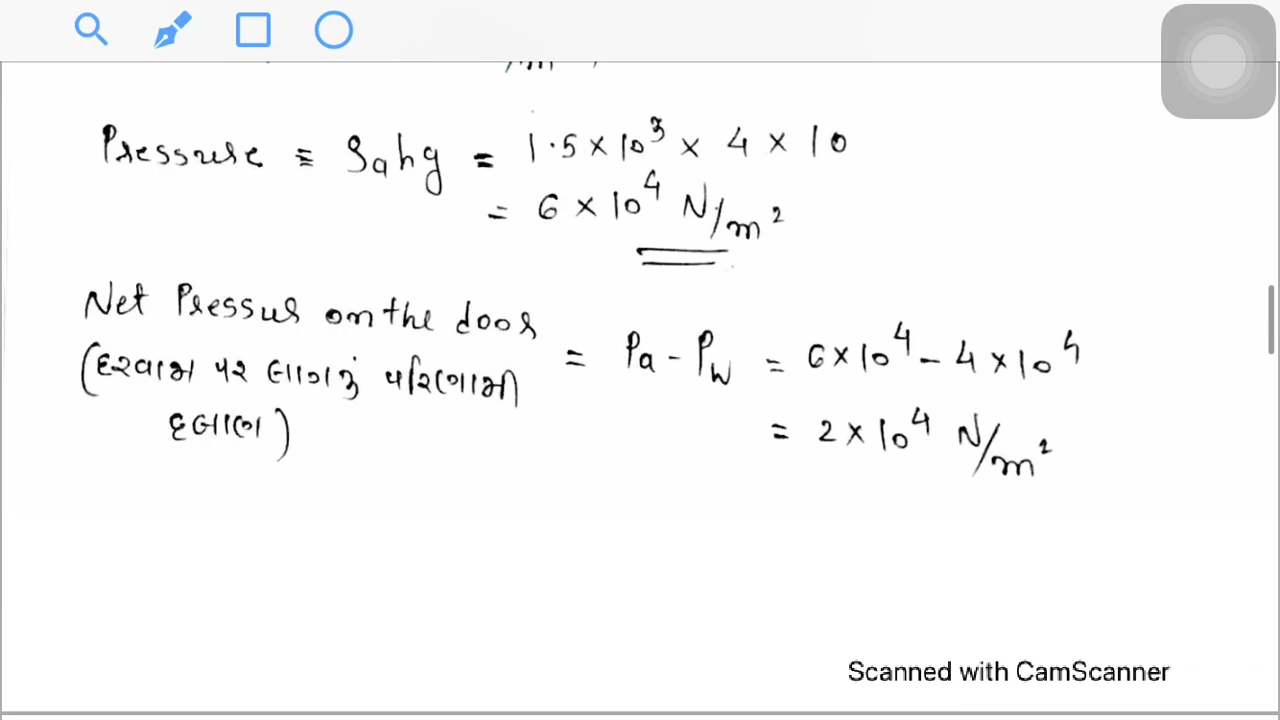 Pressure = ρahg = 1.5 × 10³ × 4 × 10
= 6 × 10⁴ N/m²
Net Pressur on the door = Pa - Pw = 6 × 10⁴ - 4 × 10⁴
(દરવાજા પર લાગતું પરિણામી
દબાણ)
= 2 × 10⁴ N/m²
Scanned with CamScanner